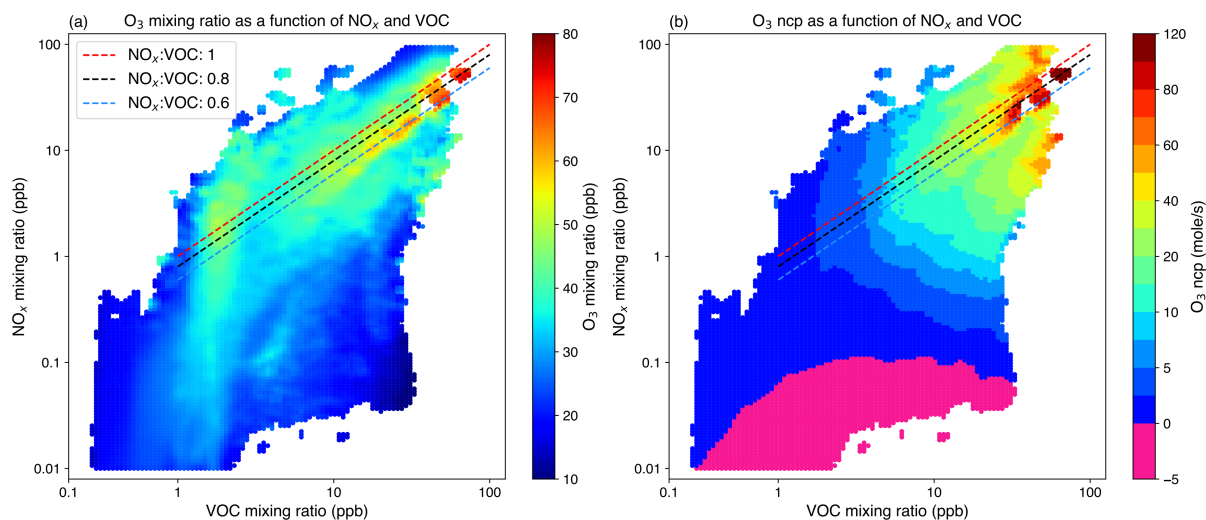 (a) O₃ mixing ratio as a function of NOₓ and VOC
NOₓ:VOC: 1
NOₓ:VOC: 0.8
NOₓ:VOC: 0.6
NOₓ mixing ratio (ppb)
100
10
1
0.1
0.01
0.1 1 10 100
VOC mixing ratio (ppb)
80
70
60
50
40
30
20
10
O₃ mixing ratio (ppb)
(b) O₃ ncp as a function of NOₓ and VOC
NOₓ mixing ratio (ppb)
100
10
1
0.1
0.01
0.1 1 10 100
VOC mixing ratio (ppb)
120
80
60
40
20
10
5
0
−5
O₃ ncp (mole/s)